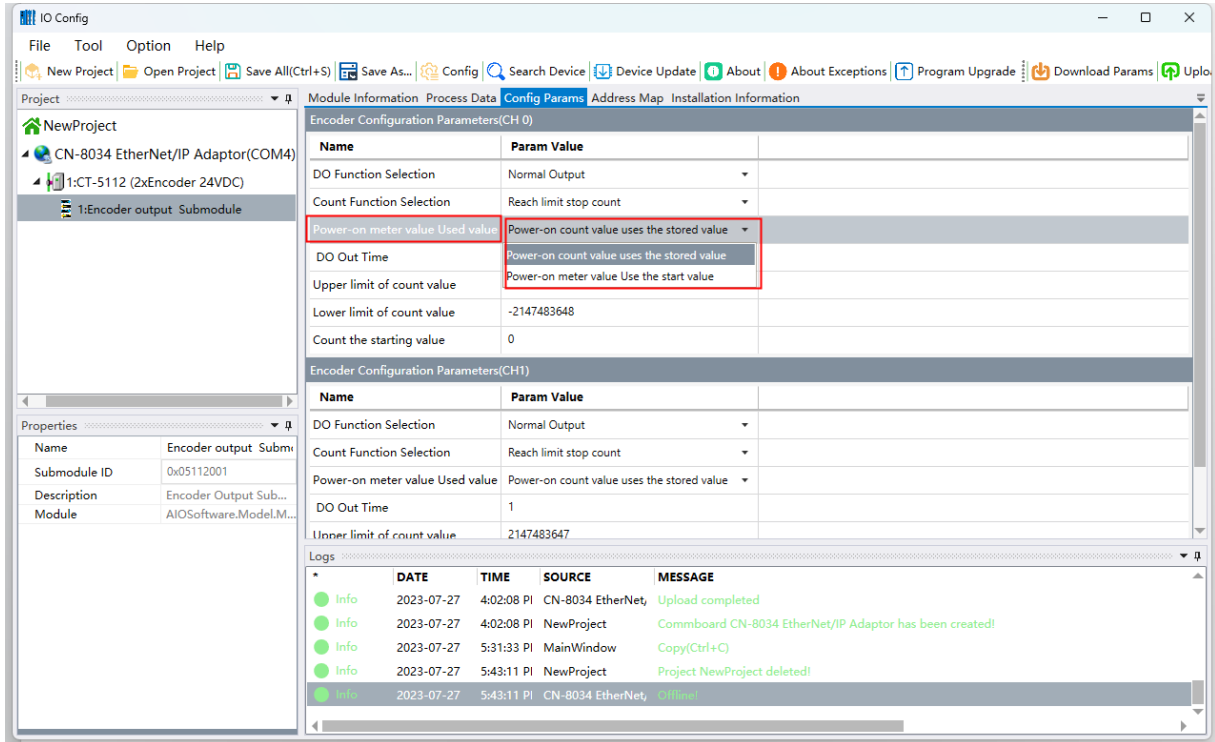 IO Config
File Tool Option Help
New Project Open Project Save All(Ctrl+S) Save As... Config Search Device Device Update About About Exceptions Program Upgrade Download Params Uplo
Project
NewProject
CN-8034 EtherNet/IP Adaptor(COM4)
1:CT-5112 (2xEncoder 24VDC)
1:Encoder output Submodule
Properties
Name Encoder output Subm
Submodule ID 0x05112001
Description Encoder Output Sub...
Module AIOSoftware.Model.M...
Module Information Process Data Config Params Address Map Installation Information
Encoder Configuration Parameters(CH 0)
Name Param Value
DO Function Selection Normal Output
Count Function Selection Reach limit stop count
Power-on meter value Used value Power-on count value uses the stored value
Power-on count value uses the stored value
Power-on meter value Use the start value
DO Out Time
Upper limit of count value
Lower limit of count value -2147483648
Count the starting value 0
Encoder Configuration Parameters(CH1)
Name Param Value
DO Function Selection Normal Output
Count Function Selection Reach limit stop count
Power-on meter value Used value Power-on count value uses the stored value
DO Out Time 1
Upper limit of count value 2147483647
Logs
* DATE TIME SOURCE MESSAGE
Info 2023-07-27 4:02:08 PI CN-8034 EtherNet/ Upload completed
Info 2023-07-27 4:02:08 PI NewProject Commboard CN-8034 EtherNet/IP Adaptor has been created!
Info 2023-07-27 5:31:33 PI MainWindow Copy(Ctrl+C)
Info 2023-07-27 5:43:11 PI NewProject Project NewProject deleted!
Info 2023-07-27 5:43:11 PI CN-8034 EtherNet/ Offline!